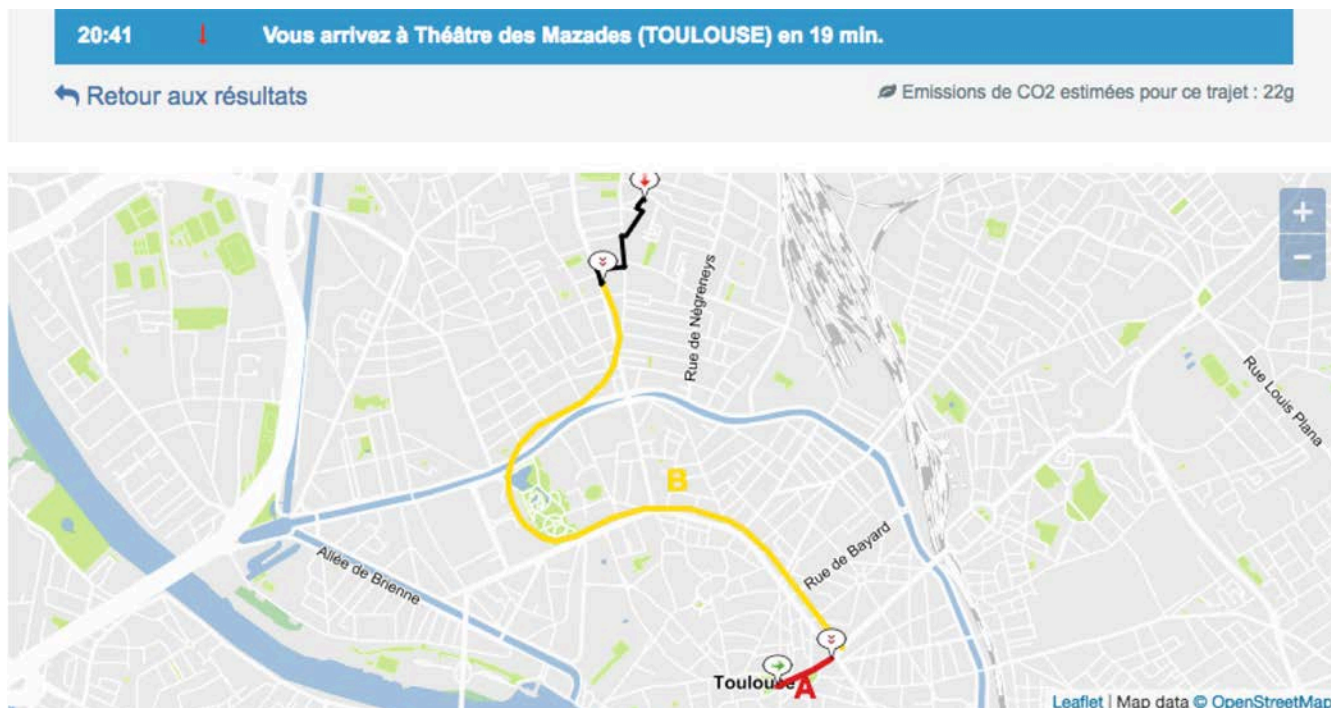 20:41 Vous arrivez à Théâtre des Mazades (TOULOUSE) en 19 min.
Retour aux résultats
Emissions de CO2 estimées pour ce trajet : 22g
+
−
Rue de Nègreneys
Rue Louis Plana
B
Rue de Bayard
Allée de Brienne
Toulouse
A
Leaflet | Map data © OpenStreetMap